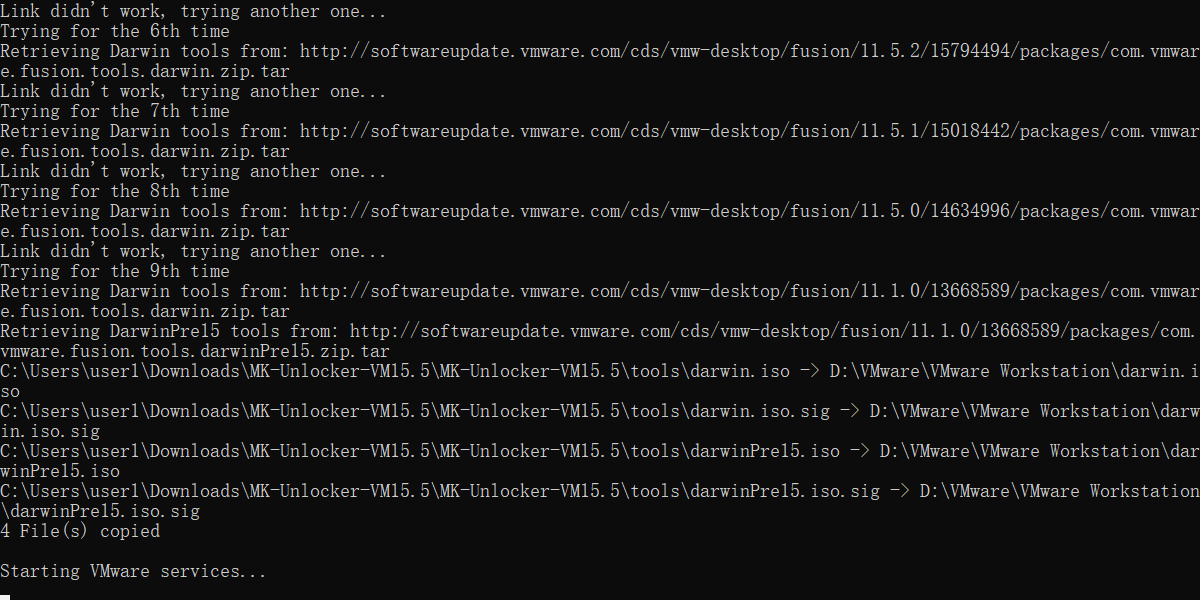 Link didn't work, trying another one...
Trying for the 6th time
Retrieving Darwin tools from: http://softwareupdate.vmware.com/cds/vmw-desktop/fusion/11.5.2/15794494/packages/com.vmwar
e.fusion.tools.darwin.zip.tar
Link didn't work, trying another one...
Trying for the 7th time
Retrieving Darwin tools from: http://softwareupdate.vmware.com/cds/vmw-desktop/fusion/11.5.1/15018442/packages/com.vmwar
e.fusion.tools.darwin.zip.tar
Link didn't work, trying another one...
Trying for the 8th time
Retrieving Darwin tools from: http://softwareupdate.vmware.com/cds/vmw-desktop/fusion/11.5.0/14634996/packages/com.vmwar
e.fusion.tools.darwin.zip.tar
Link didn't work, trying another one...
Trying for the 9th time
Retrieving Darwin tools from: http://softwareupdate.vmware.com/cds/vmw-desktop/fusion/11.1.0/13668589/packages/com.vmwar
e.fusion.tools.darwin.zip.tar
Retrieving DarwinPre15 tools from: http://softwareupdate.vmware.com/cds/vmw-desktop/fusion/11.1.0/13668589/packages/com.
vmware.fusion.tools.darwinPre15.zip.tar
C:\Users\user1\Downloads\MK-Unlocker-VM15.5\MK-Unlocker-VM15.5\tools\darwin.iso -> D:\VMware\VMware Workstation\darwin.i
so
C:\Users\user1\Downloads\MK-Unlocker-VM15.5\MK-Unlocker-VM15.5\tools\darwin.iso.sig -> D:\VMware\VMware Workstation\darw
in.iso.sig
C:\Users\user1\Downloads\MK-Unlocker-VM15.5\MK-Unlocker-VM15.5\tools\darwinPre15.iso -> D:\VMware\VMware Workstation\dar
winPre15.iso
C:\Users\user1\Downloads\MK-Unlocker-VM15.5\MK-Unlocker-VM15.5\tools\darwinPre15.iso.sig -> D:\VMware\VMware Workstation
\darwinPre15.iso.sig
4 File(s) copied
Starting VMware services...